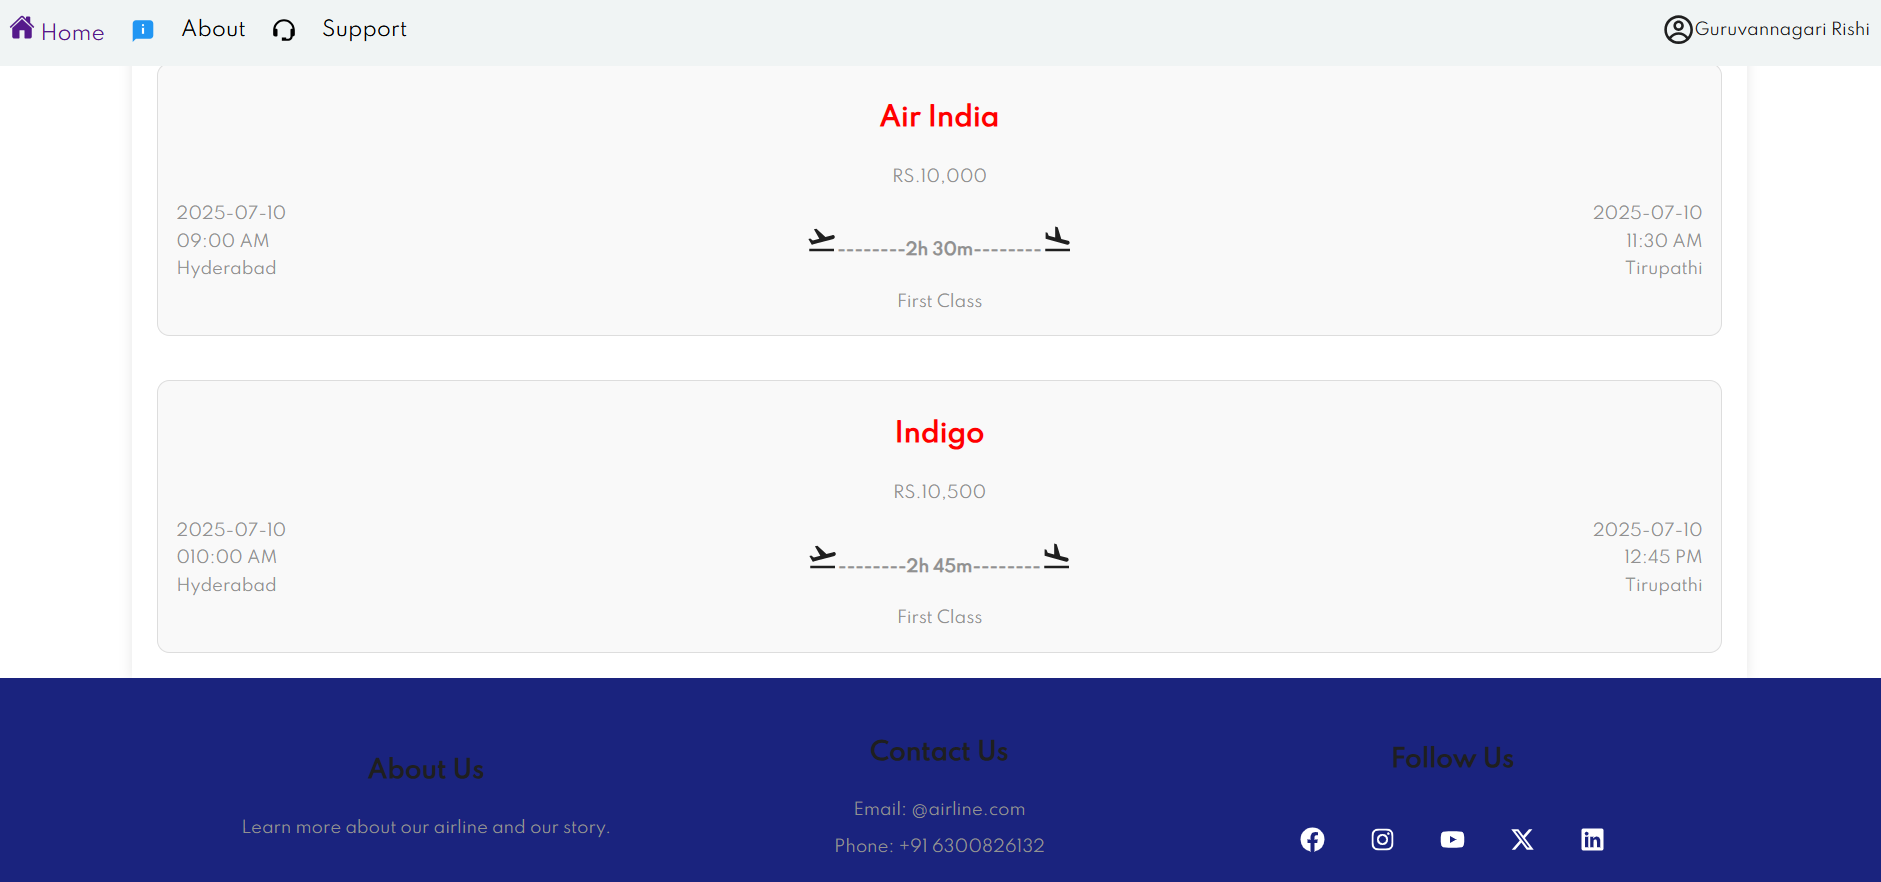 Home About Support Guruvannagari Rishi
Air India
RS.10,000
2025-07-10
09:00 AM
Hyderabad
--------2h 30m--------
2025-07-10
11:30 AM
Tirupathi
First Class
Indigo
RS.10,500
2025-07-10
010:00 AM
Hyderabad
--------2h 45m--------
2025-07-10
12:45 PM
Tirupathi
First Class
About Us
Learn more about our airline and our story.
Contact Us
Email: @airline.com
Phone: +91 6300826132
Follow Us